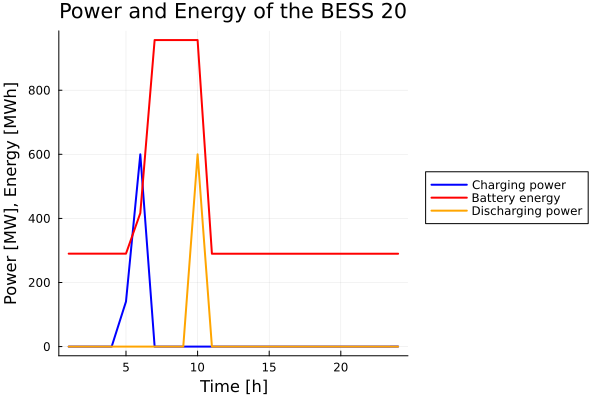 Power and Energy of the BESS 20
Power [MW], Energy [MWh]
800
600
400
200
0
5
10
15
20
Time [h]
Charging power
Battery energy
Discharging power